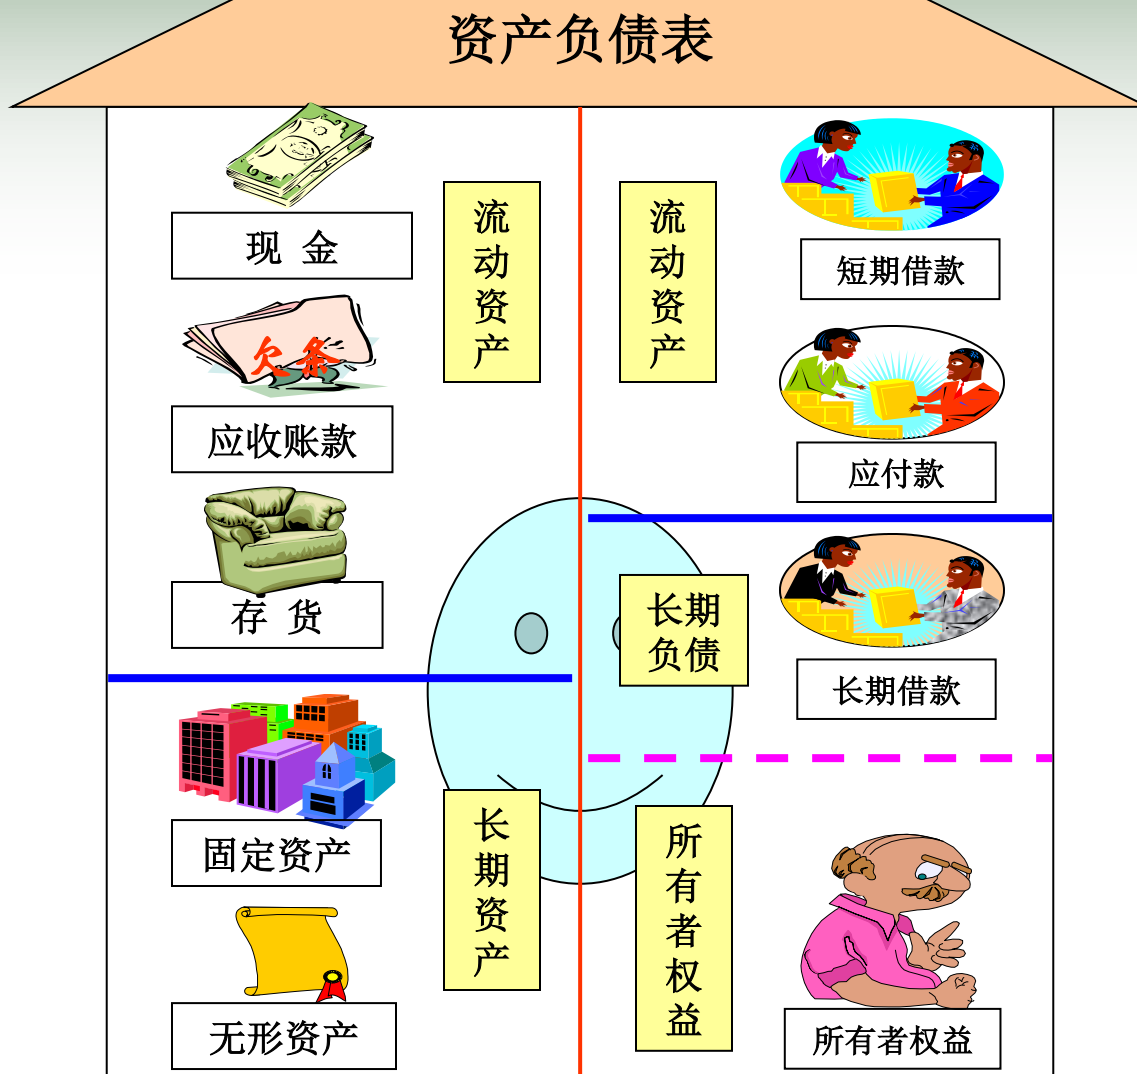 资产负债表
现 金
流动资产
应收账款
欠条
存 货
固定资产
长期资产
无形资产
流动资产
短期借款
应付款
长期
负债
长期借款
所有者权益
所有者权益